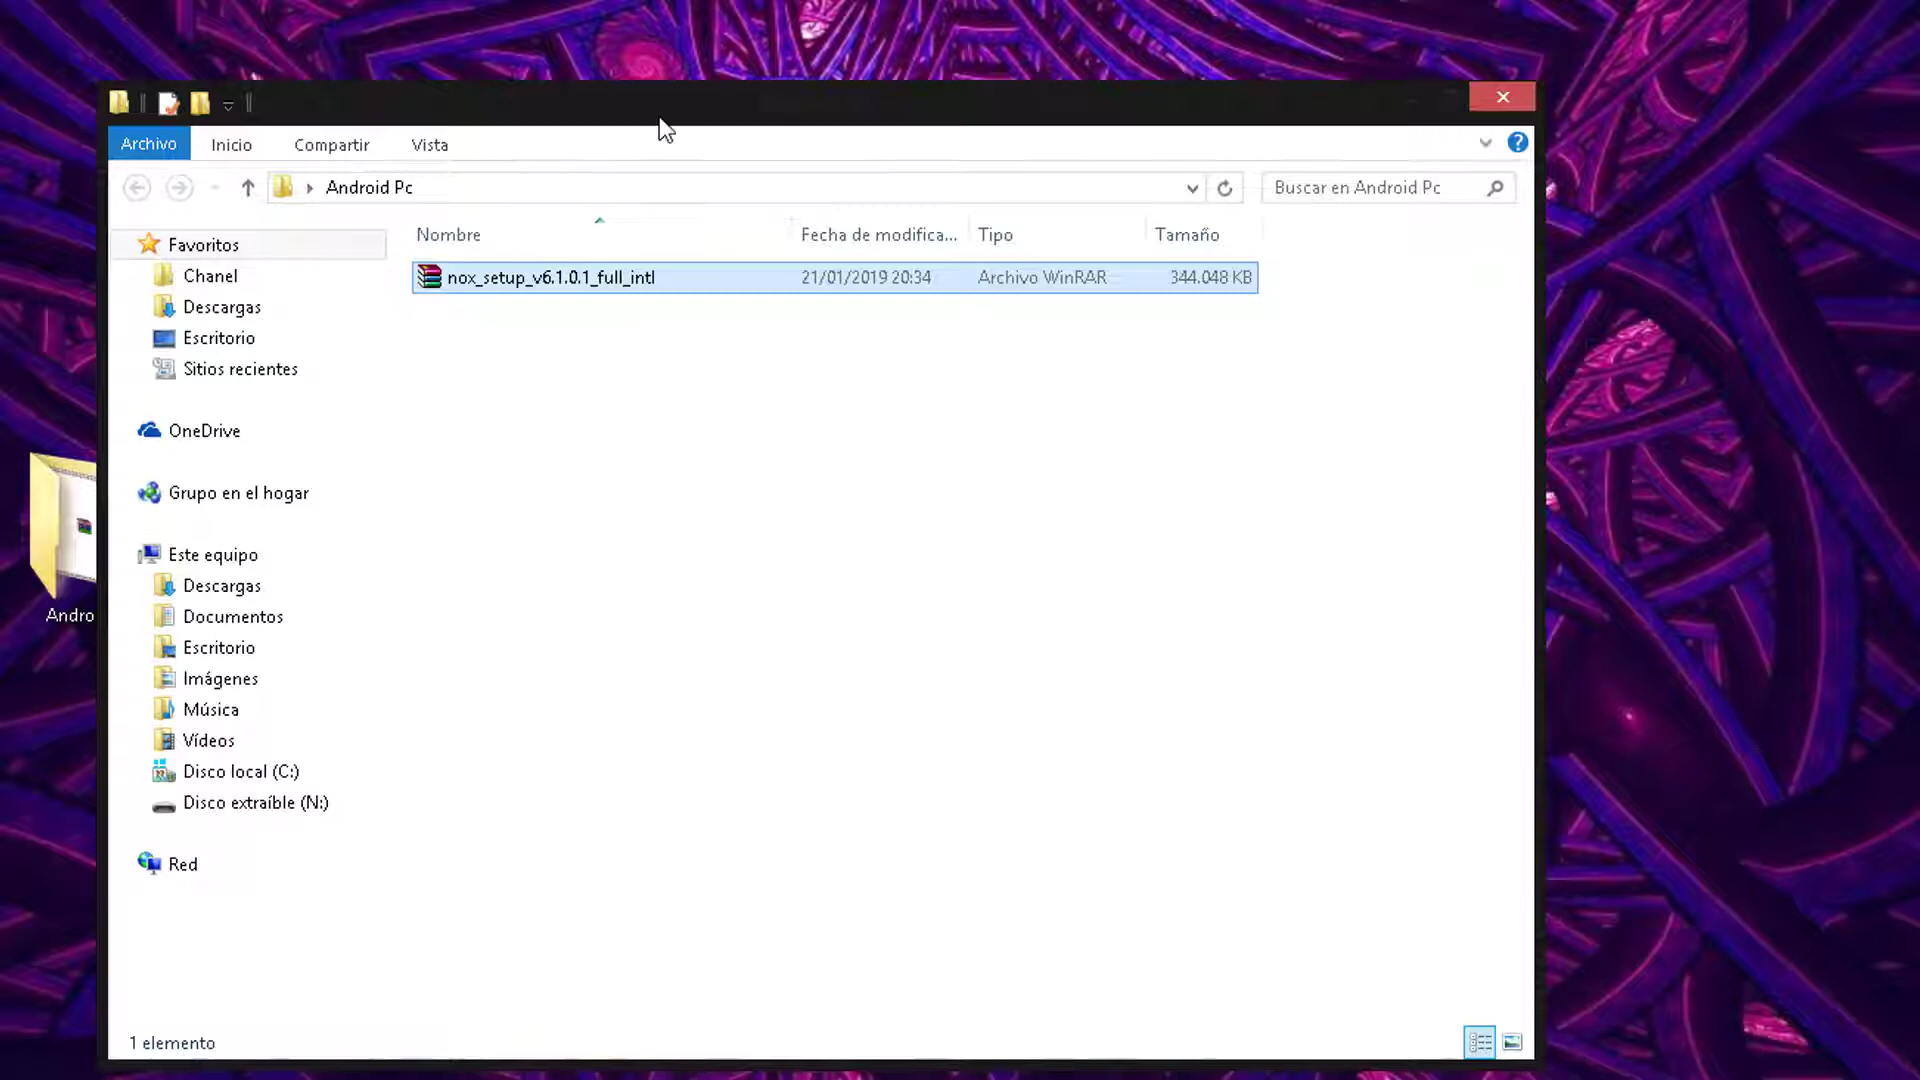 Archivo Inicio Compartir Vista
Android Pc Buscar en Android Pc
Nombre Fecha de modifica... Tipo Tamaño
nox_setup_v6.1.0.1_full_intl 21/01/2019 20:34 Archivo WinRAR 344.048 KB
Favoritos
Chanel
Descargas
Escritorio
Sitios recientes
OneDrive
Grupo en el hogar
Este equipo
Descargas
Documentos
Escritorio
Imágenes
Música
Vídeos
Disco local (C:)
Disco extraíble (N:)
Red
Andro
1 elemento